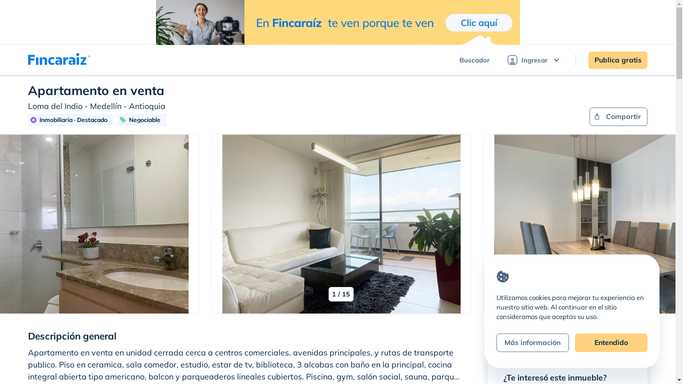 En Fincaraíz te ven porque te ven
Clic aquí
Fincaraiz
Buscador
Ingresar
Publica gratis
Apartamento en venta
Loma del Indio - Medellín - Antioquia
Inmobiliaria - Destacado
Negociable
Compartir
1 / 15
Utilizamos cookies para mejorar tu experiencia en
nuestro sitio web. Al continuar en el sitio
consideramos que aceptas su uso.
Más información
Entendido
Descripción general
Apartamento en venta en unidad cerrada cerca a centros comerciales, avenidas principales, y rutas de transporte
publico. Piso en ceramica, sala comedor, estudio, estar de tv, biblioteca, 3 alcobas con baño en la principal, cocina
integral abierta tipo americano, balcon y parqueaderos lineales cubiertos. Piscina, gym, salón social, sauna, parqu...
¿Te interesó este inmueble?